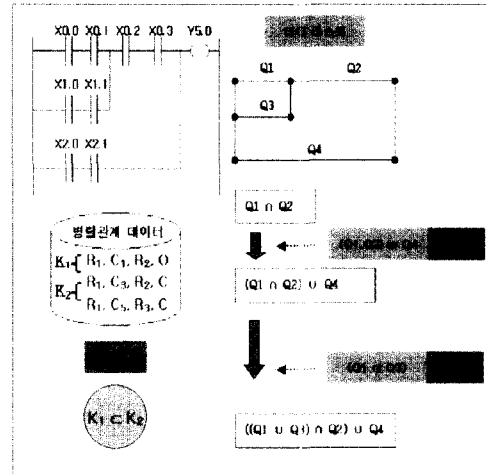 X0.0 X0.1 X0.2 X0.3 Y5.0
X1.0 X1.1
X2.0 X2.1
병렬관계 데이터
K₁ R₁, C₁, R₂, O
K₂ R₁, C₃, R₂, C
R₁, C₅, R₃, C
K₁ ⊂ K₂
Q1 Q2
Q3
Q4
Q1 ∩ Q2
(Q1 ∩ Q2) ∪ Q4
((Q1 ∪ Q3) ∩ Q2) ∪ Q4